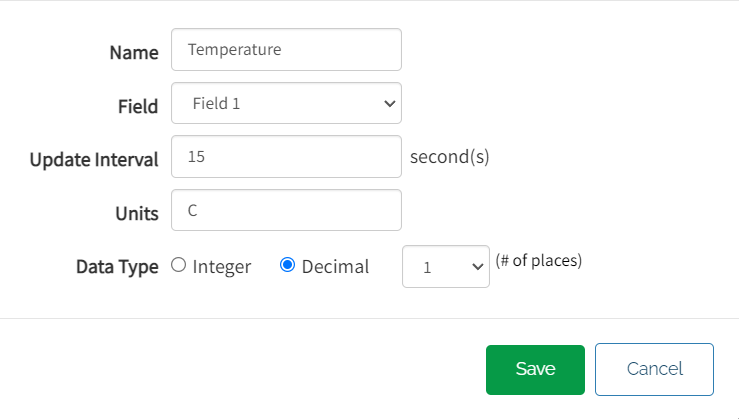 Name Temperature
Field Field 1
Update Interval 15 second(s)
Units C
Data Type Integer Decimal 1 (# of places)
Save Cancel